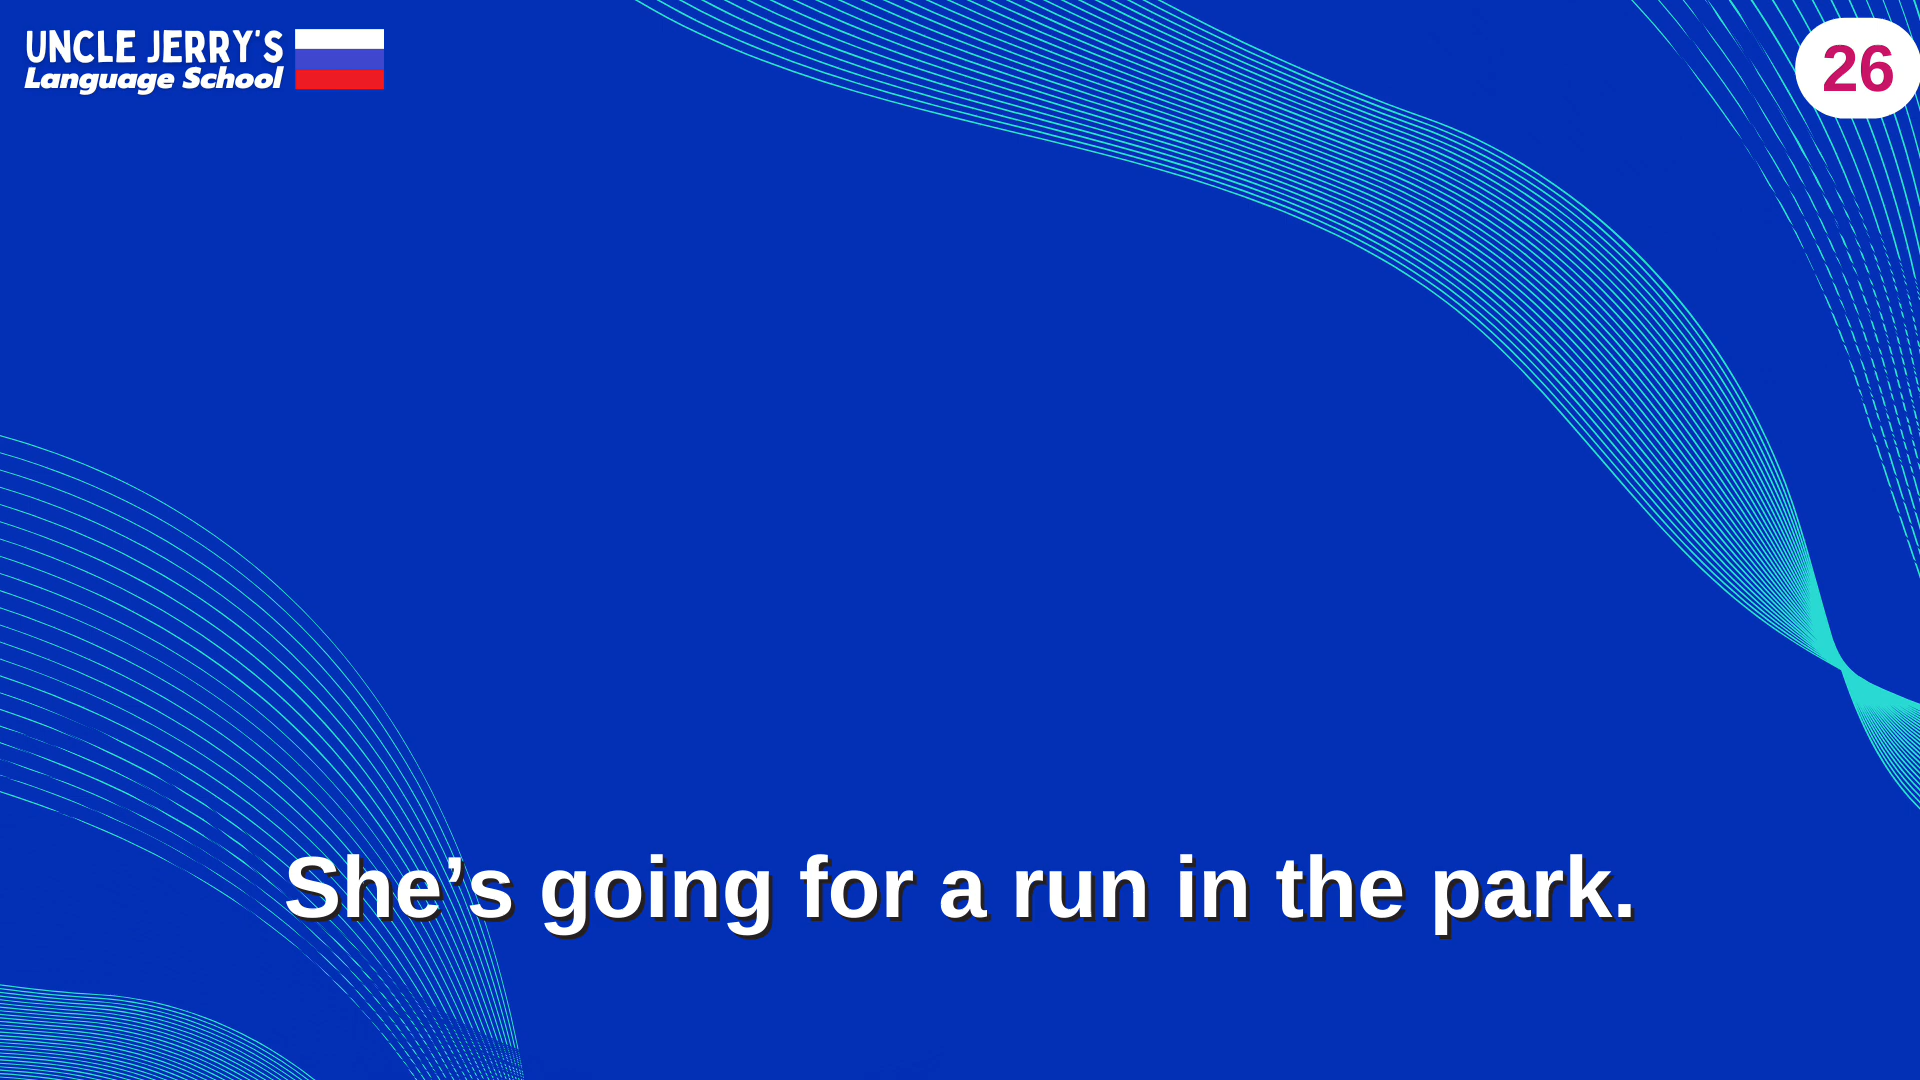 UNCLE JERRY'S
Language School
26
She’s going for a run in the park.